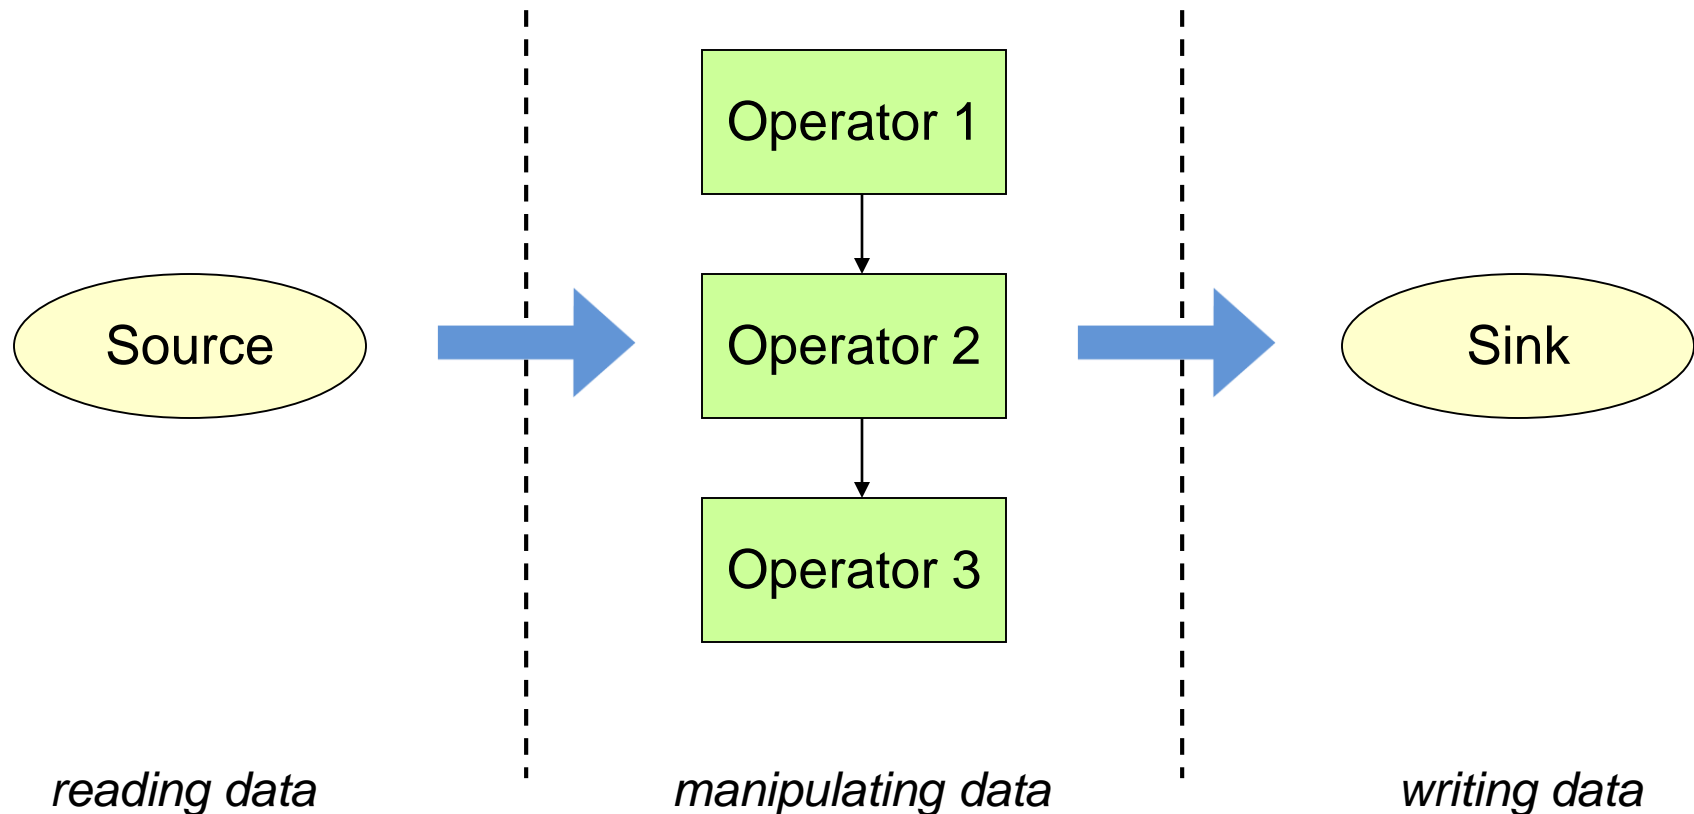 Operator 1
Source
Operator 2
Sink
Operator 3
reading data
manipulating data
writing data